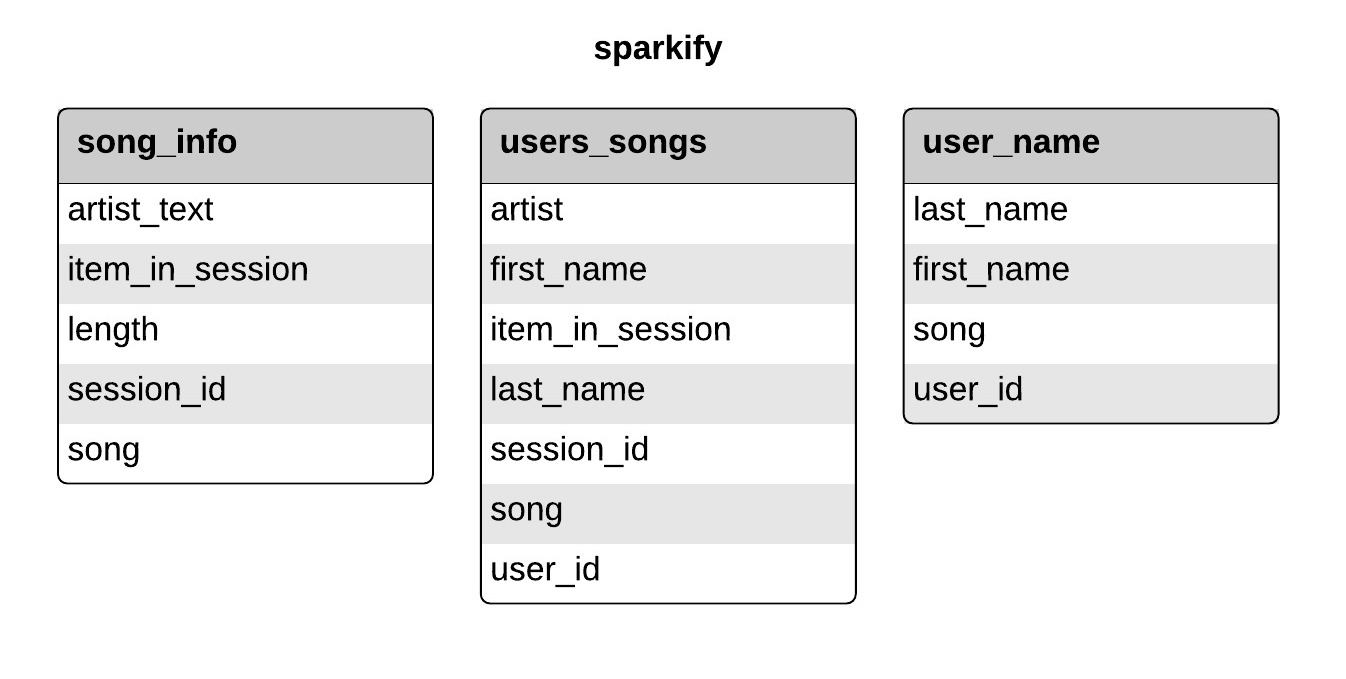 sparkify
song_info
artist_text
item_in_session
length
session_id
song
users_songs
artist
first_name
item_in_session
last_name
session_id
song
user_id
user_name
last_name
first_name
song
user_id